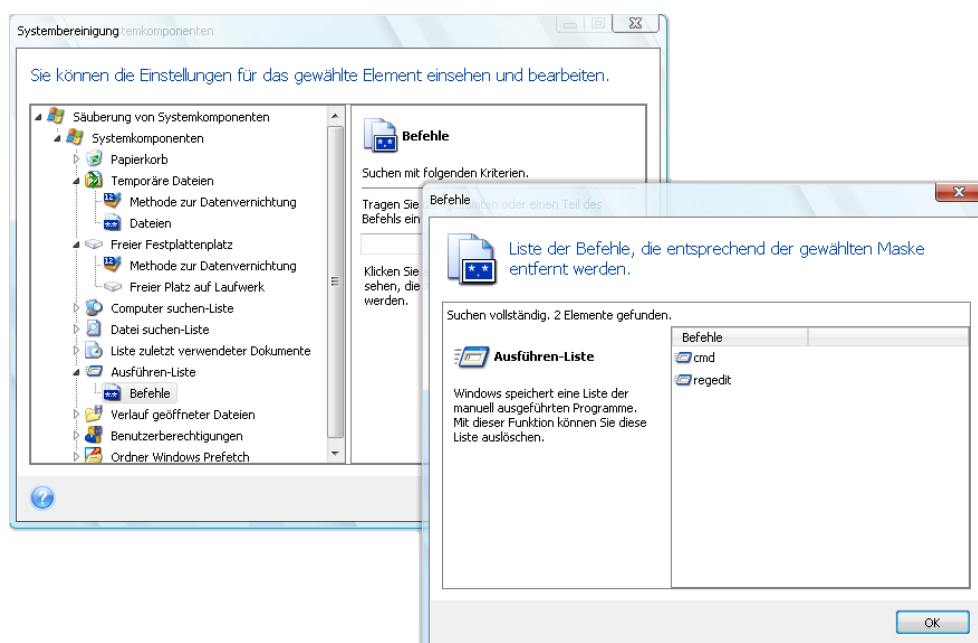 Systembereinigung temkomponenten
Sie können die Einstellungen für das gewählte Element einsehen und bearbeiten.
Säuberung von Systemkomponenten
Systemkomponenten
Papierkorb
Temporäre Dateien
Methode zur Datenvernichtung
Dateien
Freier Festplattenplatz
Methode zur Datenvernichtung
Freier Platz auf Laufwerk
Computer suchen-Liste
Datei suchen-Liste
Liste zuletzt verwendeter Dokumente
Ausführen-Liste
Befehle
Verlauf geöffneter Dateien
Benutzerberechtigungen
Ordner Windows Prefetch
Befehle
Suchen mit folgenden Kriterien.
Tragen Sie
oder einen Teil des
Befehls ein
Klicken Sie
sehen, die
werden.
Befehle
Liste der Befehle, die entsprechend der gewählten Maske
entfernt werden.
Suchen vollständig. 2 Elemente gefunden.
Ausführen-Liste
Windows speichert eine Liste der
manuell ausgeführten Programme.
Mit dieser Funktion können Sie diese
Liste auslöschen.
Befehle
cmd
regedit
OK